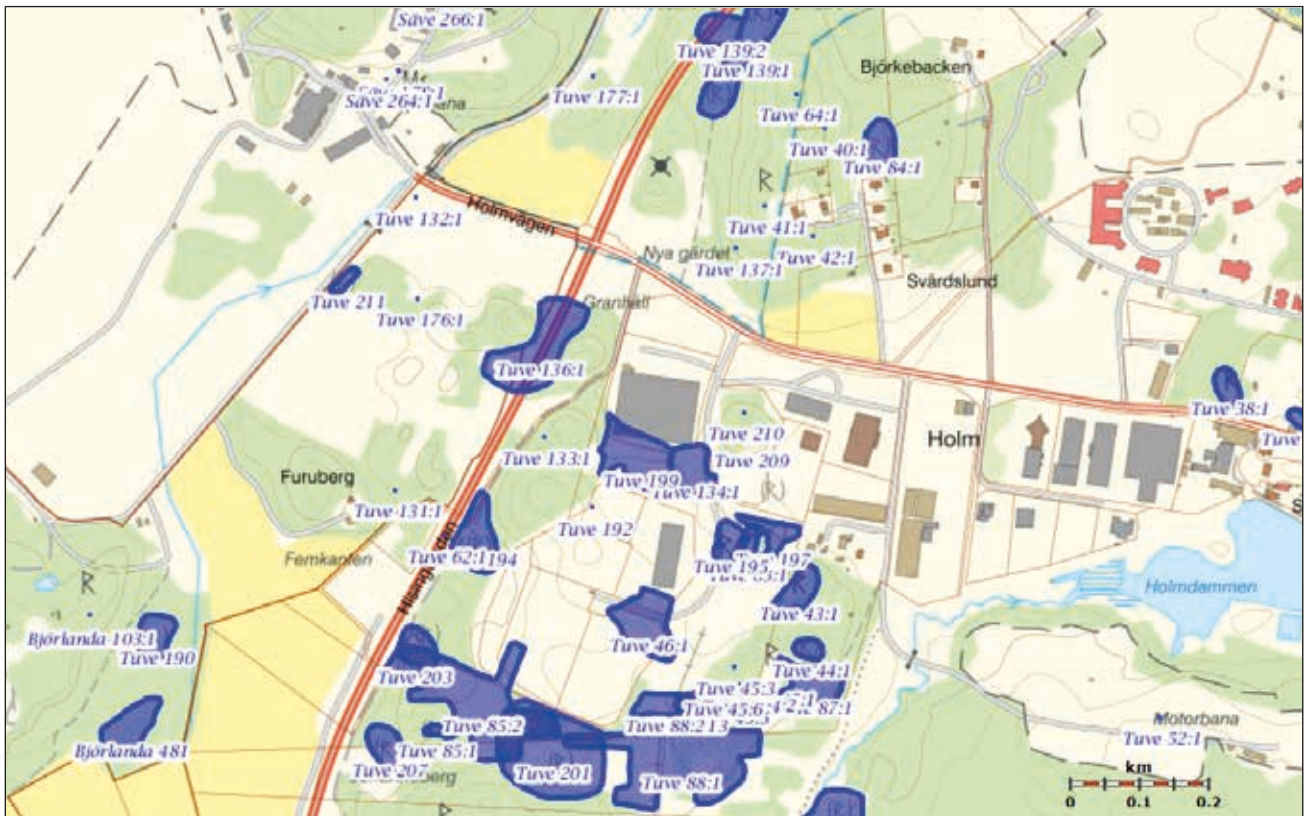 Säve 266:1
Tuve 139:2
Tuve 139:1
Björkebacken
Säve 264:1
Tuve 177:1
Tuve 64:1
Tuve 40:1
Tuve 84:1
R
Tuve 132:1
Holmvägen
Tuve 41:1
Nya gärdet
Tuve 42:1
Tuve 137:1
Svärdslund
Tuve 211
Tuve 176:1
Granhäll
Tuve 136:1
Tuve 38:1
Tuve 210
Holm
Tuve 133:1
Tuve 209
Furuberg
Tuve 199
Tuve 134:1
(R)
Tuve 131:1
Tuve 192
Femkanten
Tuve 62:1
194
Tuve 195
197
R
Holmdammen
Tuve 43:1
Björlanda 103:1
Tuve 190
Tuve 46:1
R
Tuve 44:1
Tuve 203
Tuve 45:3
Tuve 45:6
87:1
Tuve 85:2
Tuve 88:2
13
Motorbana
Tuve 52:1
Björlanda 481
Tuve 85:1
Tuve 207
Tuve 201
Tuve 88:1
km
0 0.1 0.2